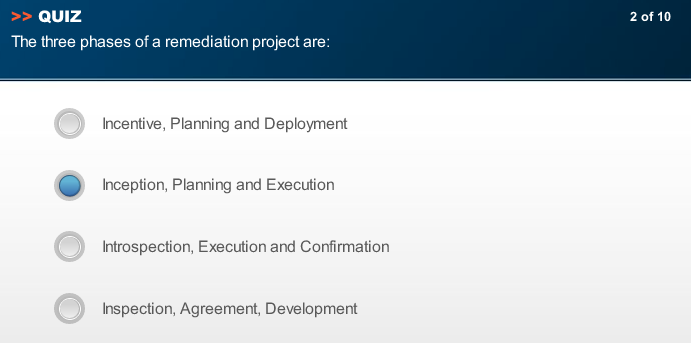 >> QUIZ
2 of 10
The three phases of a remediation project are:
Incentive, Planning and Deployment
Inception, Planning and Execution
Introspection, Execution and Confirmation
Inspection, Agreement, Development